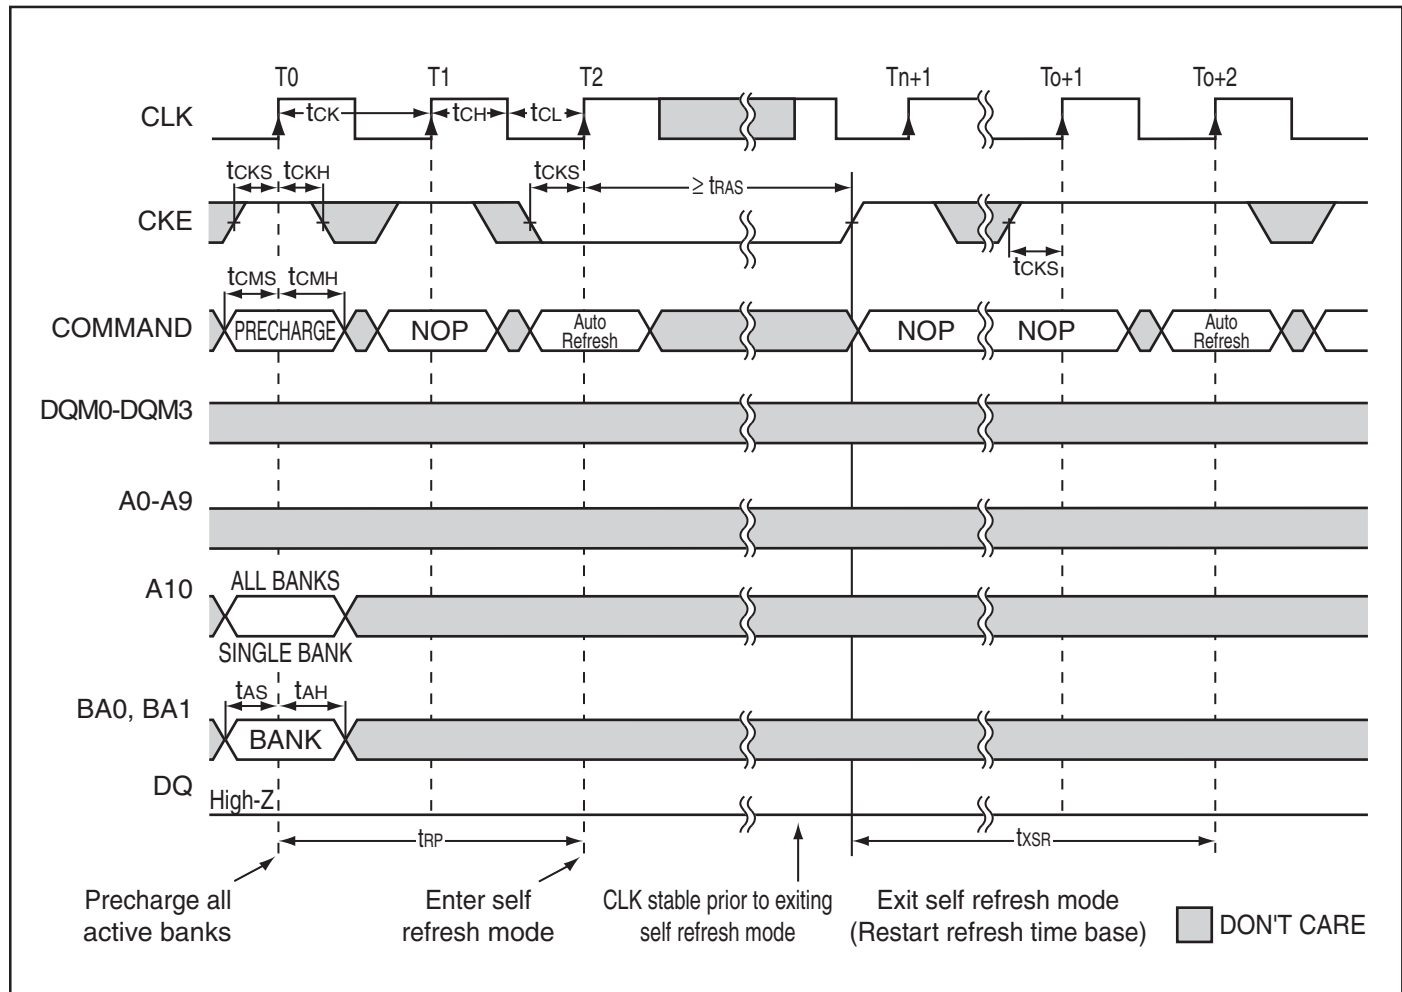 T0 T1 T2 Tn+1 To+1 To+2
CLK tCK tCH tCL
tCKS tCKH tCKS ≥ tRAS
CKE
tCKS
tCMS tCMH
COMMAND PRECHARGE NOP Auto Refresh NOP NOP Auto Refresh
DQM0-DQM3
A0-A9
ALL BANKS
A10
SINGLE BANK
tAS tAH
BA0, BA1
BANK
DQ
High-Z
tRP tXSR
Precharge all
active banks
Enter self
refresh mode
CLK stable prior to exiting
self refresh mode
Exit self refresh mode
(Restart refresh time base)
DON'T CARE